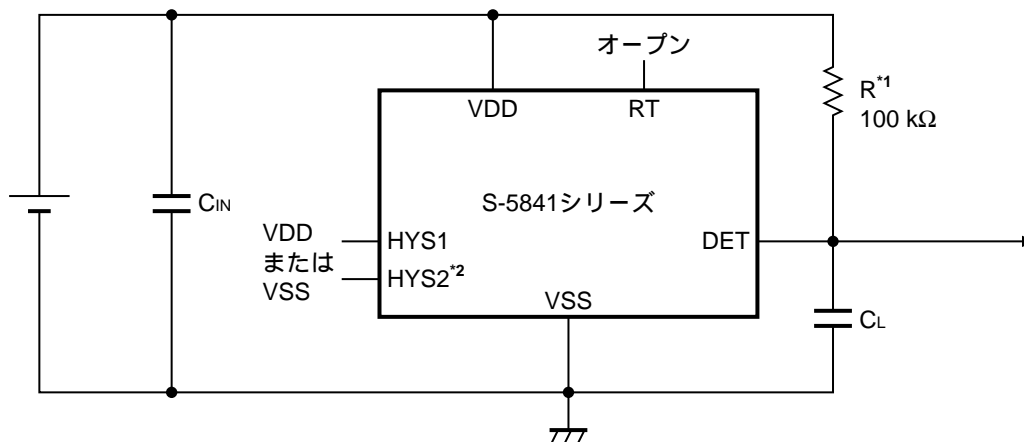 オープン
VDD
RT
R*1
100 kΩ
S-5841シリーズ
CIN
VDD
または
VSS
HYS1
HYS2*2
DET
VSS
CL